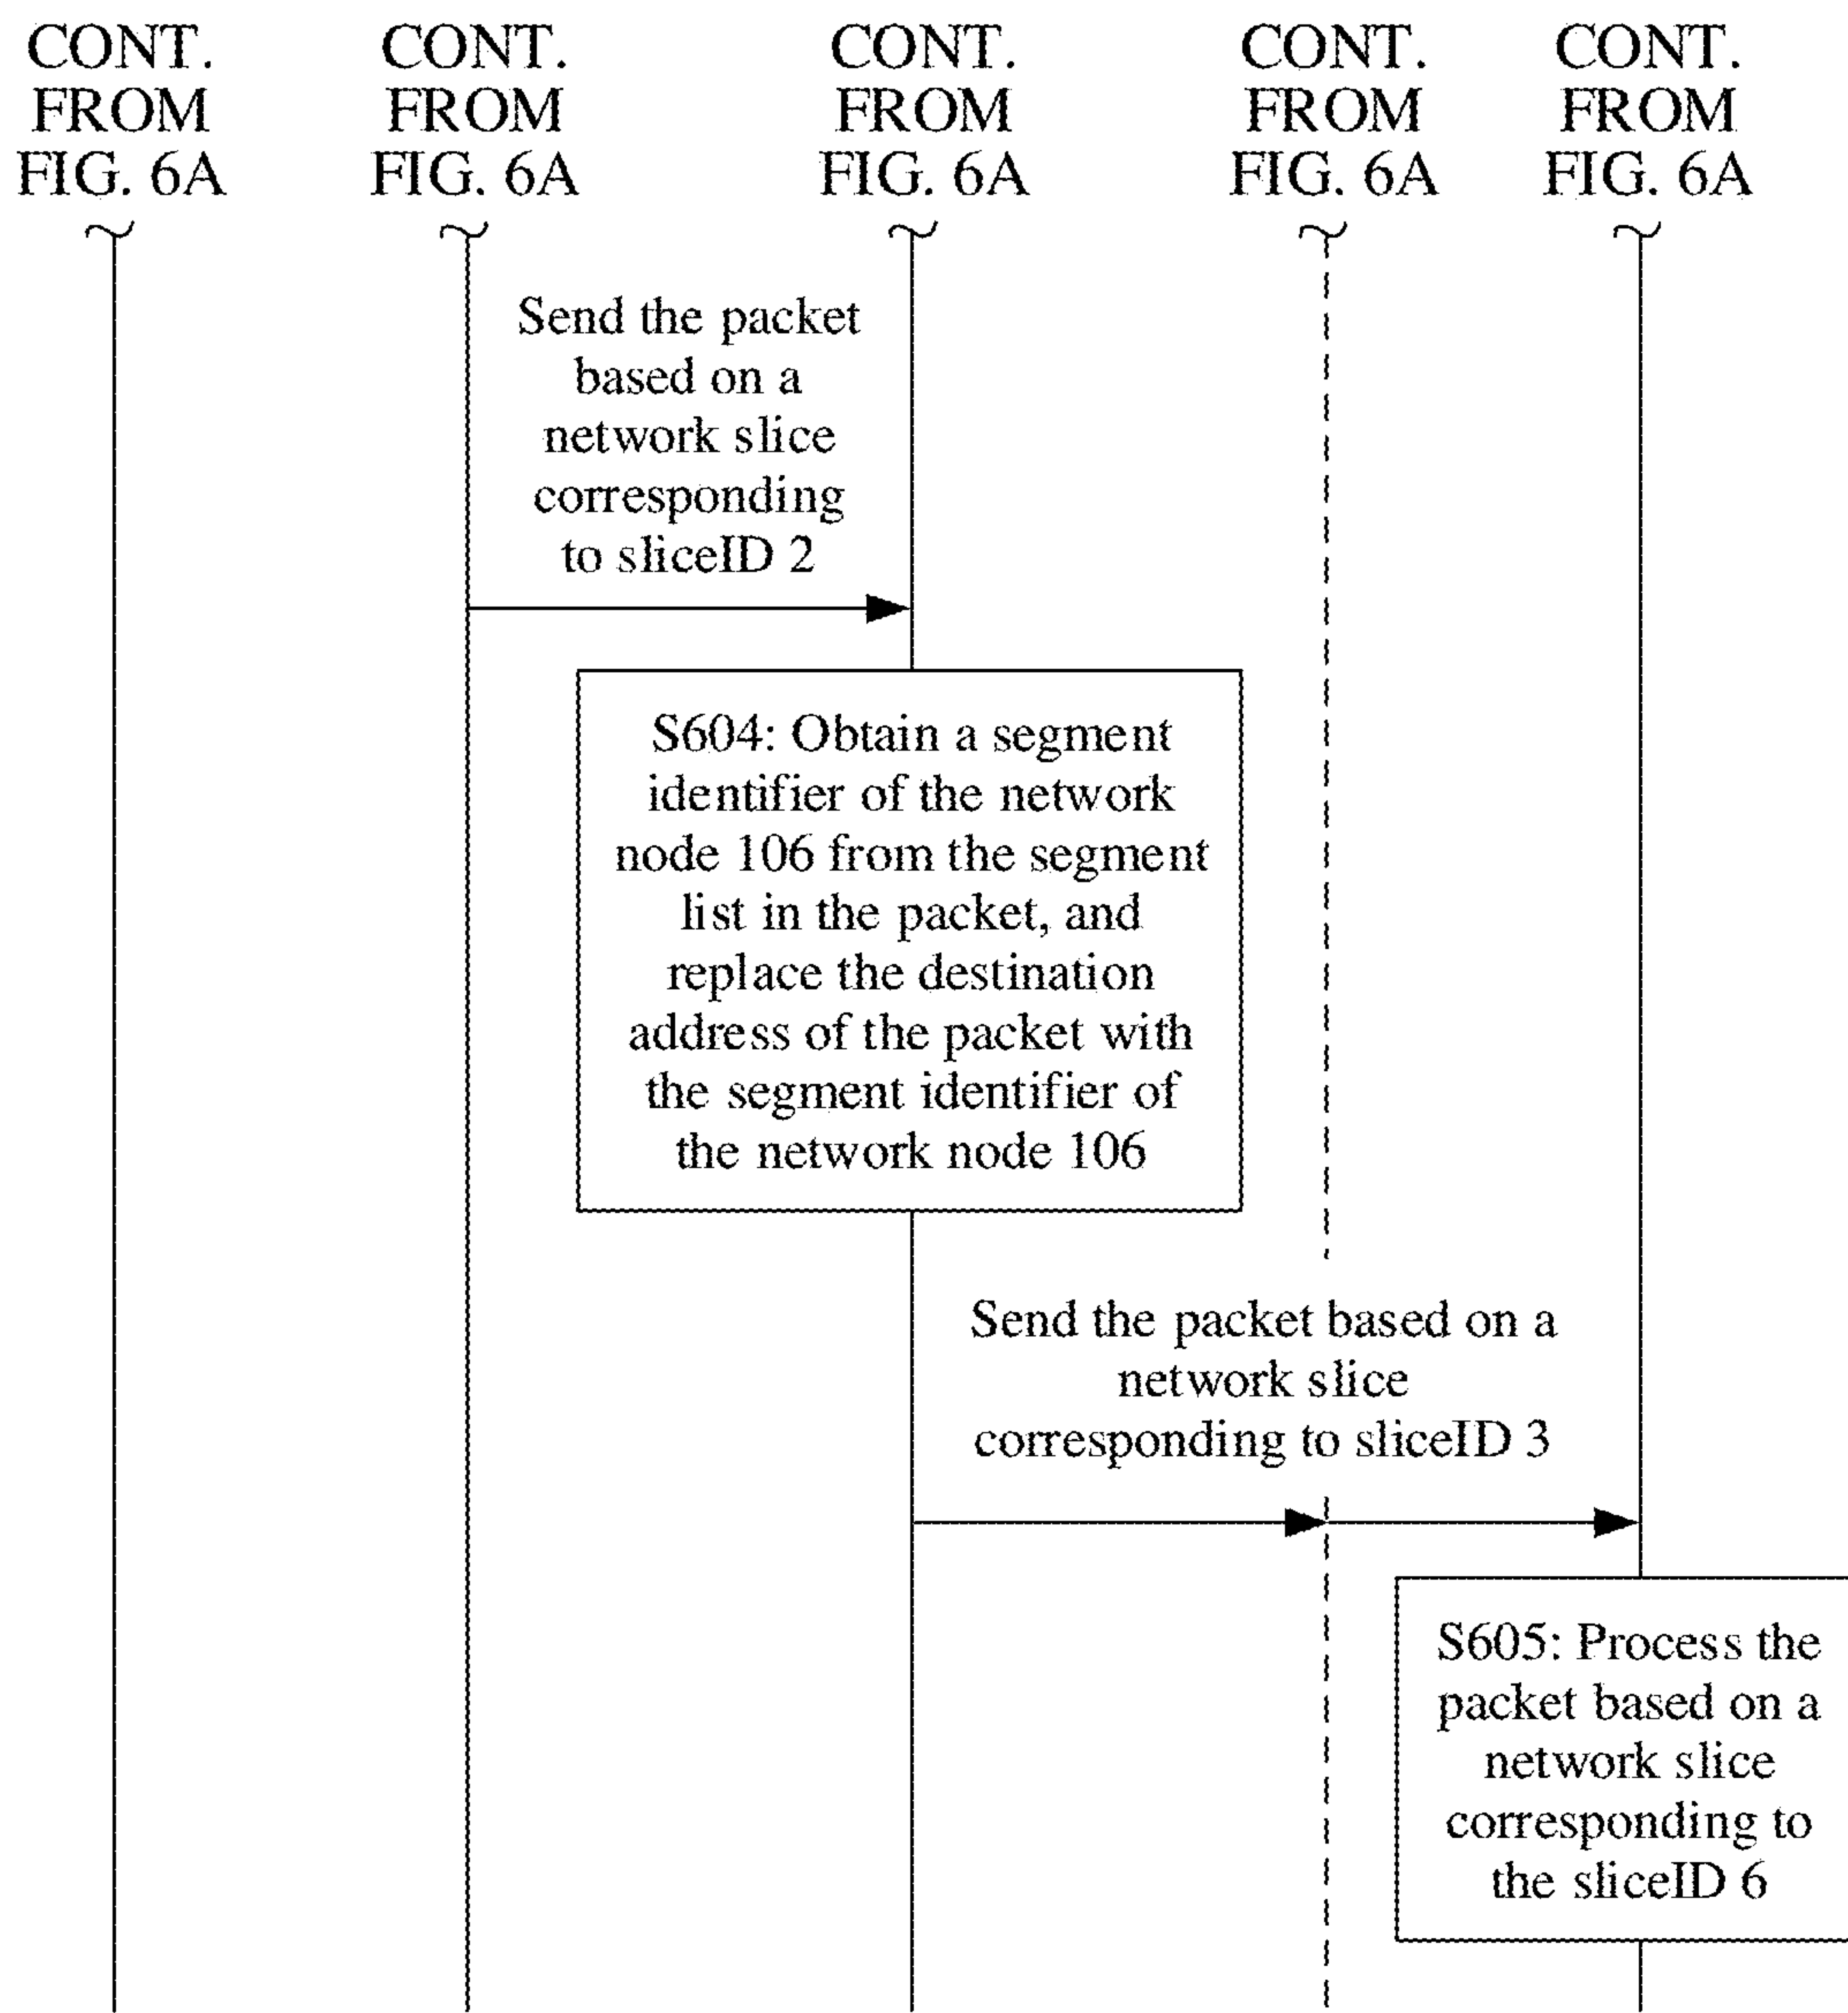 CONT.
FROM
FIG. 6A
CONT.
FROM
FIG. 6A
CONT.
FROM
FIG. 6A
CONT.
FROM
FIG. 6A
CONT.
FROM
FIG. 6A
Send the packet
based on a
network slice
corresponding
to sliceID 2
S604: Obtain a segment
identifier of the network
node 106 from the segment
list in the packet, and
replace the destination
address of the packet with
the segment identifier of
the network node 106
Send the packet based on a
network slice
corresponding to sliceID 3
S605: Process the
packet based on a
network slice
corresponding to
the sliceID 6